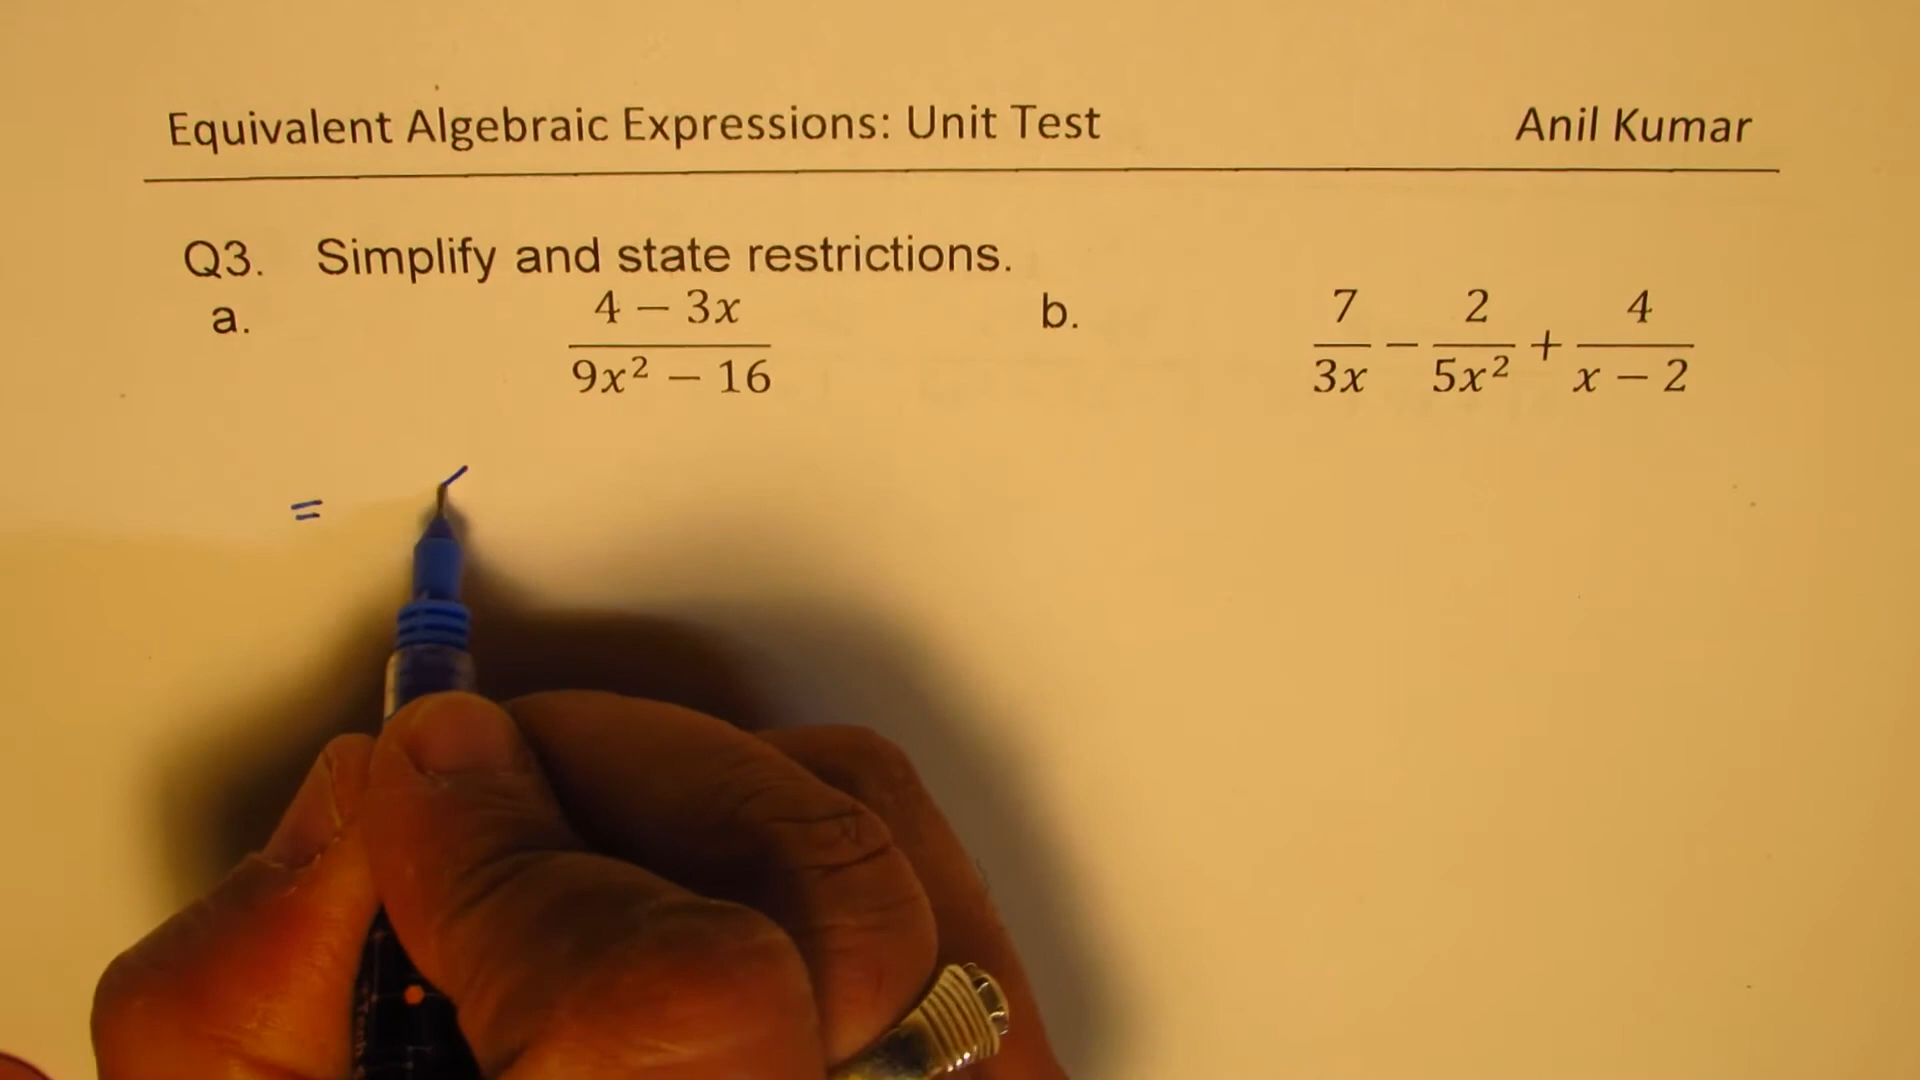 Equivalent Algebraic Expressions: Unit Test Anil Kumar
Q3. Simplify and state restrictions.
a. (4 − 3x)/(9x² − 16) b. 7/(3x) − 2/(5x²) + 4/(x − 2)
=